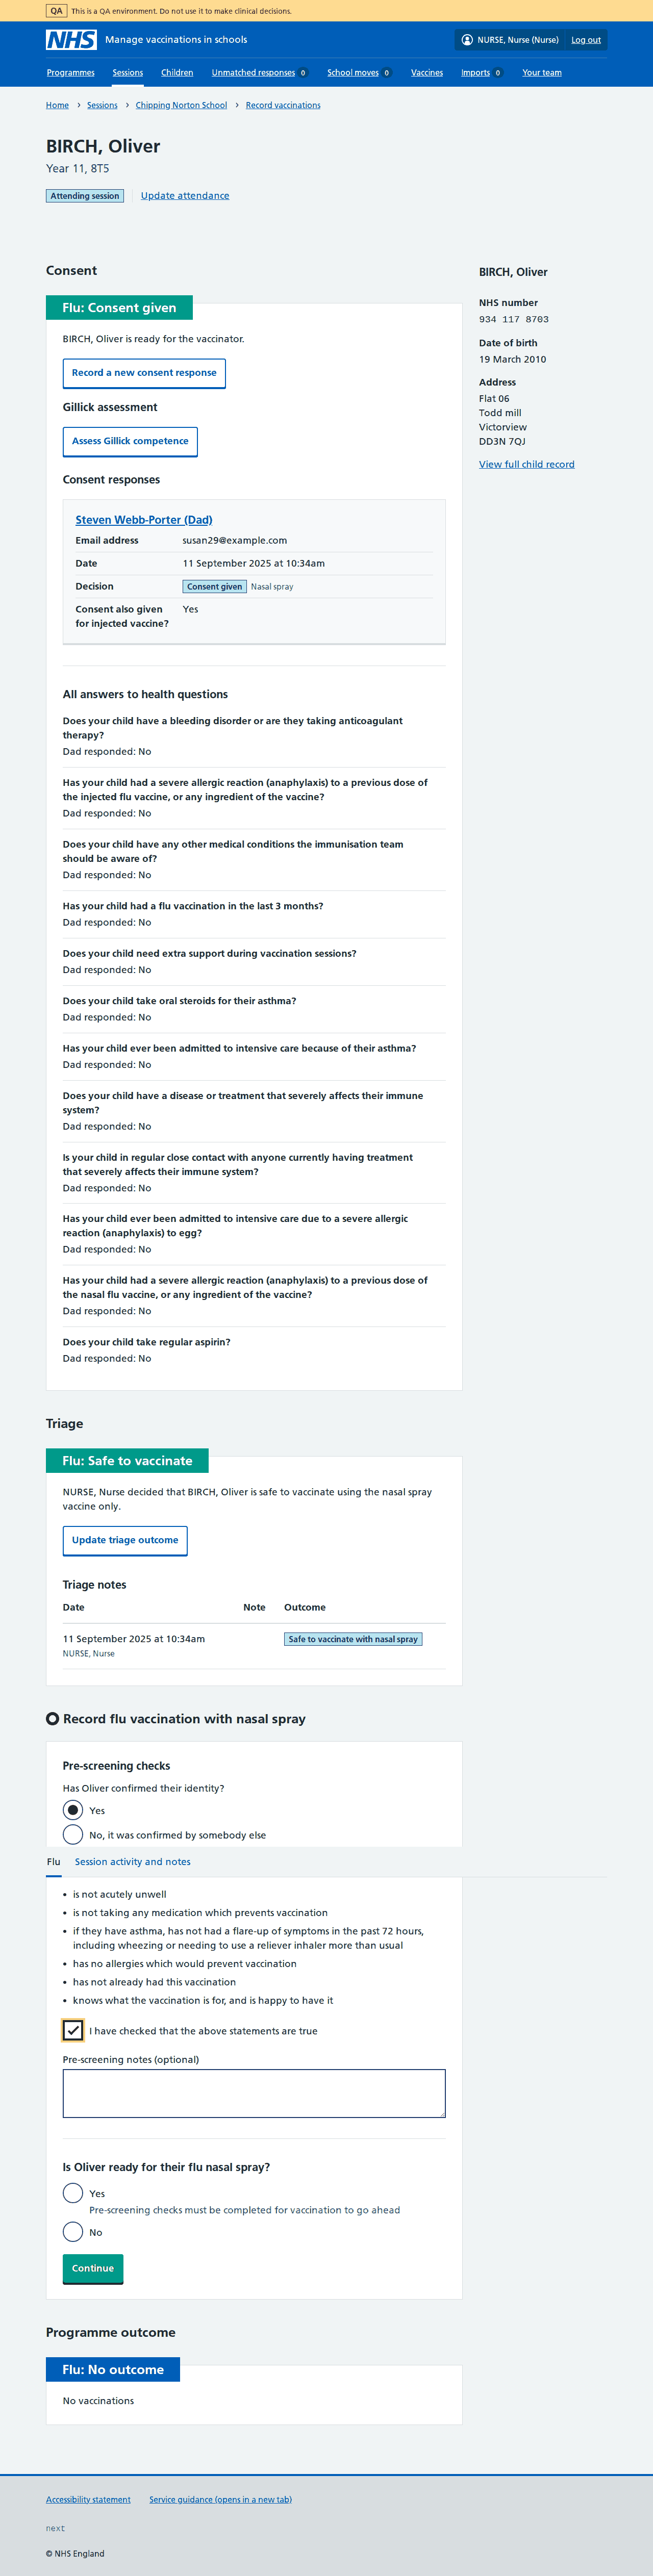 QA This is a QA environment. Do not use it to make clinical decisions.
NHS Manage vaccinations in schools
NURSE, Nurse (Nurse) Log out
Programmes Sessions Children Unmatched responses 0 School moves 0 Vaccines Imports 0 Your team
Home › Sessions › Chipping Norton School › Record vaccinations
BIRCH, Oliver
Year 11, 8T5
Attending session Update attendance
Consent
Flu: Consent given
BIRCH, Oliver is ready for the vaccinator.
Record a new consent response
Gillick assessment
Assess Gillick competence
Consent responses
Steven Webb-Porter (Dad)
Email address susan29@example.com
Date 11 September 2025 at 10:34am
Decision Consent given Nasal spray
Consent also given Yes
for injected vaccine?
All answers to health questions
Does your child have a bleeding disorder or are they taking anticoagulant
therapy?
Dad responded: No
Has your child had a severe allergic reaction (anaphylaxis) to a previous dose of
the injected flu vaccine, or any ingredient of the vaccine?
Dad responded: No
Does your child have any other medical conditions the immunisation team
should be aware of?
Dad responded: No
Has your child had a flu vaccination in the last 3 months?
Dad responded: No
Does your child need extra support during vaccination sessions?
Dad responded: No
Does your child take oral steroids for their asthma?
Dad responded: No
Has your child ever been admitted to intensive care because of their asthma?
Dad responded: No
Does your child have a disease or treatment that severely affects their immune
system?
Dad responded: No
Is your child in regular close contact with anyone currently having treatment
that severely affects their immune system?
Dad responded: No
Has your child ever been admitted to intensive care due to a severe allergic
reaction (anaphylaxis) to egg?
Dad responded: No
Has your child had a severe allergic reaction (anaphylaxis) to a previous dose of
the nasal flu vaccine, or any ingredient of the vaccine?
Dad responded: No
Does your child take regular aspirin?
Dad responded: No
BIRCH, Oliver
NHS number
934 117 8703
Date of birth
19 March 2010
Address
Flat 06
Todd mill
Victorview
DD3N 7QJ
View full child record
Triage
Flu: Safe to vaccinate
NURSE, Nurse decided that BIRCH, Oliver is safe to vaccinate using the nasal spray
vaccine only.
Update triage outcome
Triage notes
Date Note Outcome
11 September 2025 at 10:34am Safe to vaccinate with nasal spray
NURSE, Nurse
Record flu vaccination with nasal spray
Pre-screening checks
Has Oliver confirmed their identity?
Yes
No, it was confirmed by somebody else
Flu Session activity and notes
• is not acutely unwell
• is not taking any medication which prevents vaccination
• if they have asthma, has not had a flare-up of symptoms in the past 72 hours,
including wheezing or needing to use a reliever inhaler more than usual
• has no allergies which would prevent vaccination
• has not already had this vaccination
• knows what the vaccination is for, and is happy to have it
I have checked that the above statements are true
Pre-screening notes (optional)
Is Oliver ready for their flu nasal spray?
Yes
Pre-screening checks must be completed for vaccination to go ahead
No
Continue
Programme outcome
Flu: No outcome
No vaccinations
Accessibility statement Service guidance (opens in a new tab)
next
© NHS England